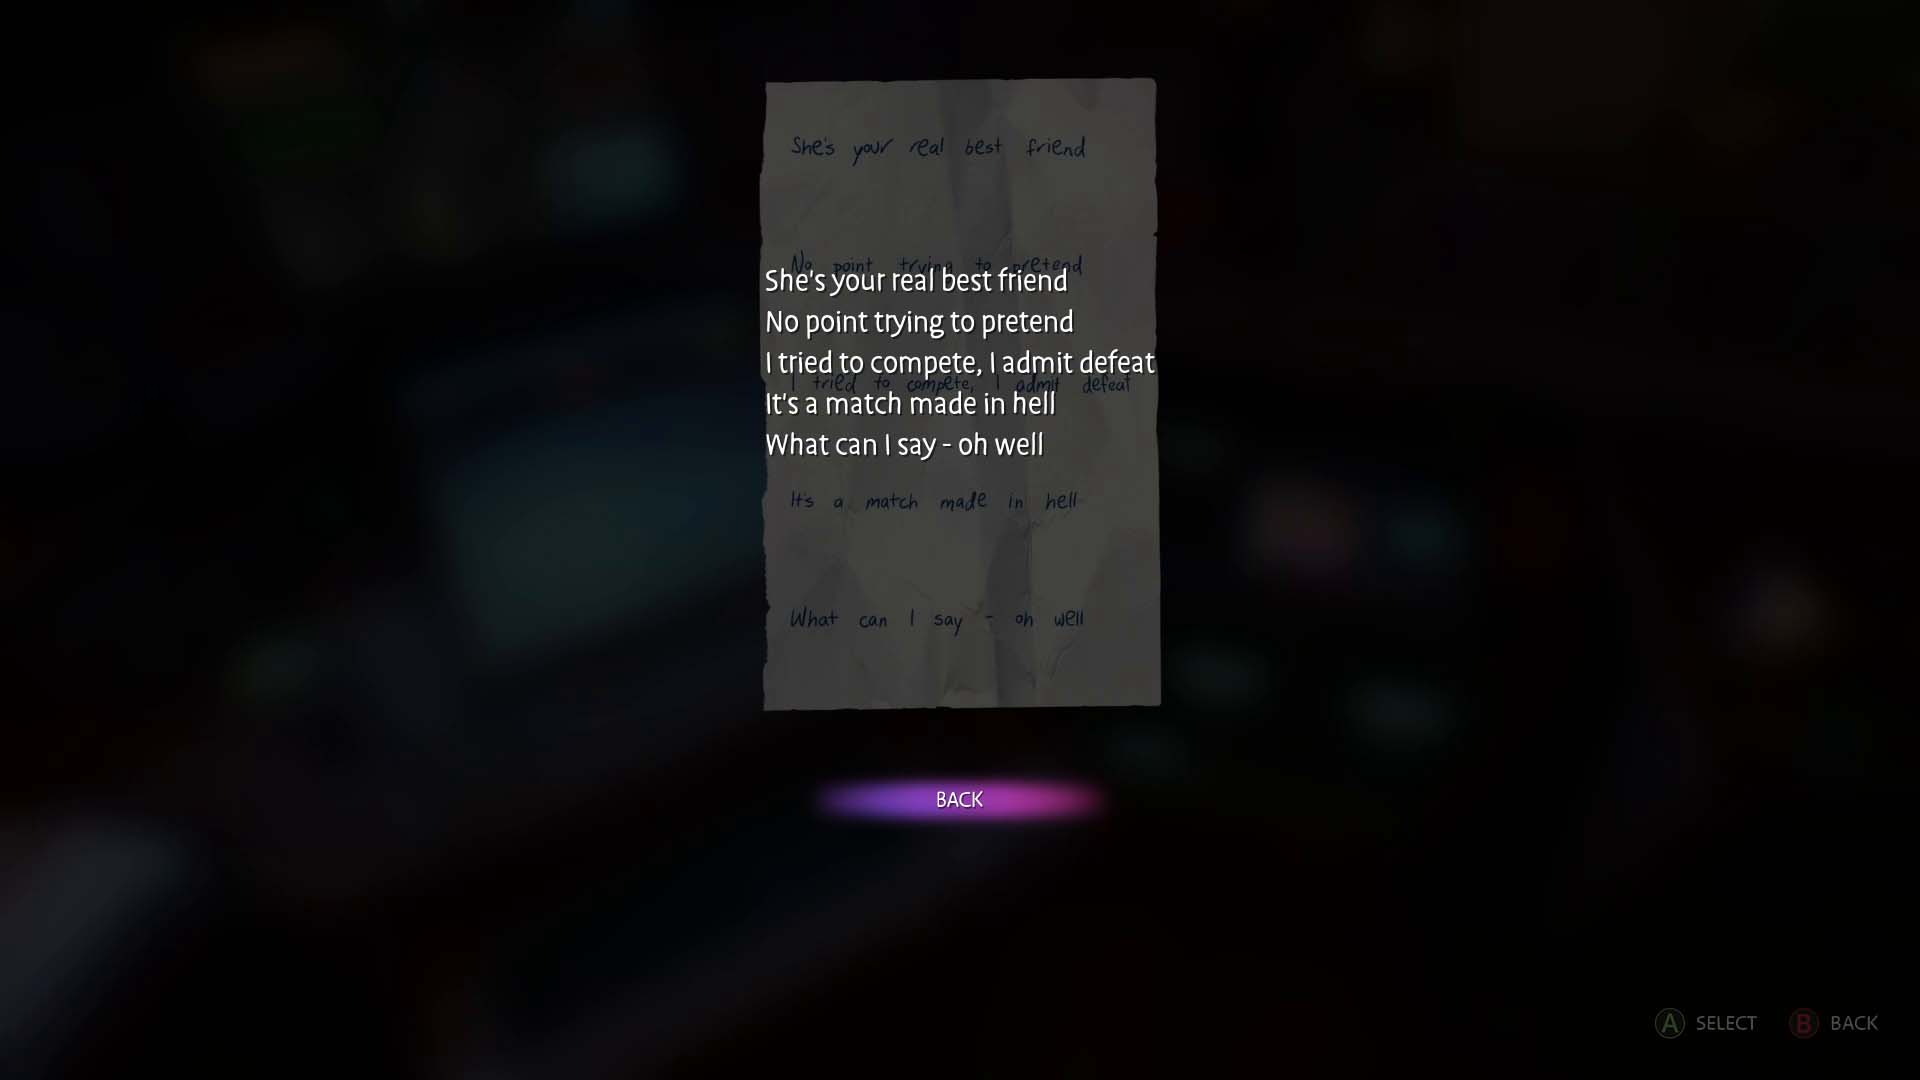 She's your real best friend
No point trying to pretend
I tried to compete, I admit defeat
It's a match made in hell
What can I say - oh well
She's your real best friend
No point trying to pretend
I tried to compete, I admit defeat
It's a match made in hell
What can I say - oh well
BACK
A SELECT B BACK